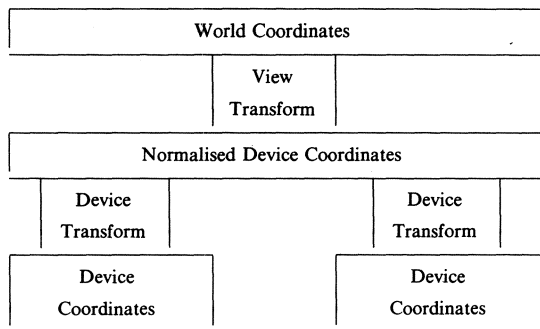 World Coordinates
View
Transform
Normalised Device Coordinates
Device
Transform
Device
Transform
Device
Coordinates
Device
Coordinates